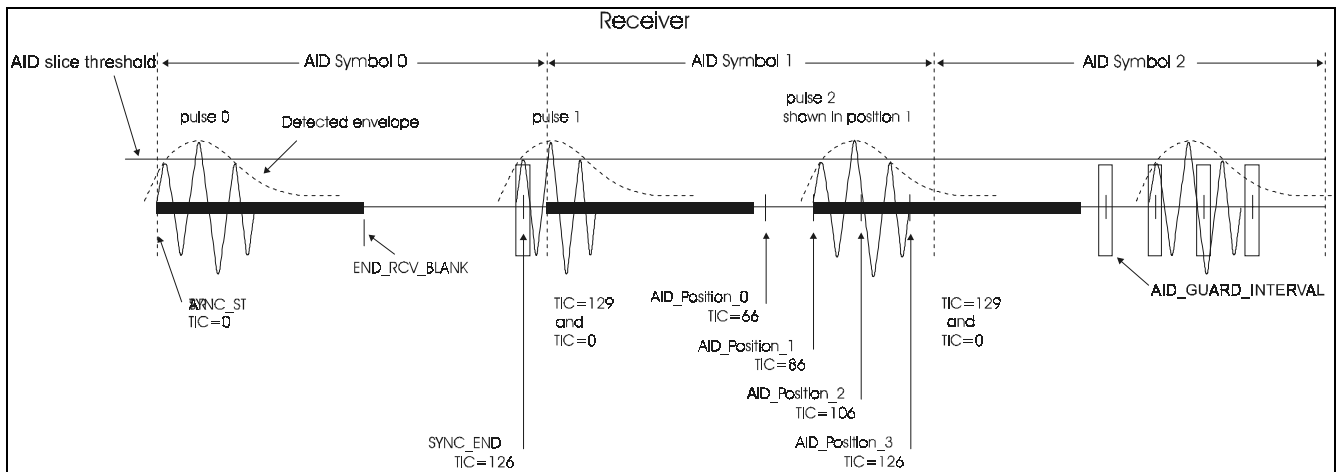 Receiver
AID slice threshold
AID Symbol 0
AID Symbol 1
AID Symbol 2
pulse 0
Detected envelope
pulse 1
pulse 2
shown in position 1
END_RCV_BLANK
TIC=0
TIC=129
and
TIC=0
AID_Position_0
TIC=66
AID_Position_1
TIC=86
AID_Position_2
TIC=106
AID_Position_3
TIC=126
SYNC_END
TIC=126
TIC=129
and
TIC=0
AID_GUARD_INTERVAL